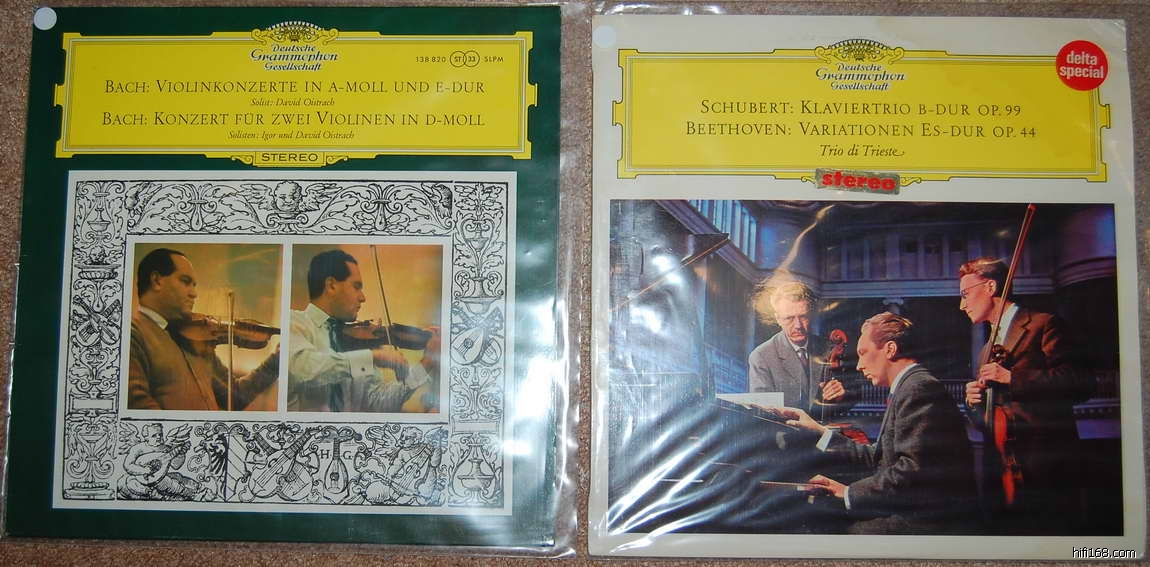 Deutsche
Grammophon
Gesellschaft
138 820 ST 33 SLPM
BACH: VIOLINKONZERTE IN A-MOLL UND E-DUR
Solist: David Oistrach
BACH: KONZERT FÜR ZWEI VIOLINEN IN D-MOLL
Solisten: Igor und David Oistrach
STEREO
H G
Deutsche
Grammophon
Gesellschaft
delta
special
SCHUBERT: KLAVIERTRIO B-DUR OP. 99
BEETHOVEN: VARIATIONEN ES-DUR OP. 44
Trio di Trieste
stereo
hifi168.com